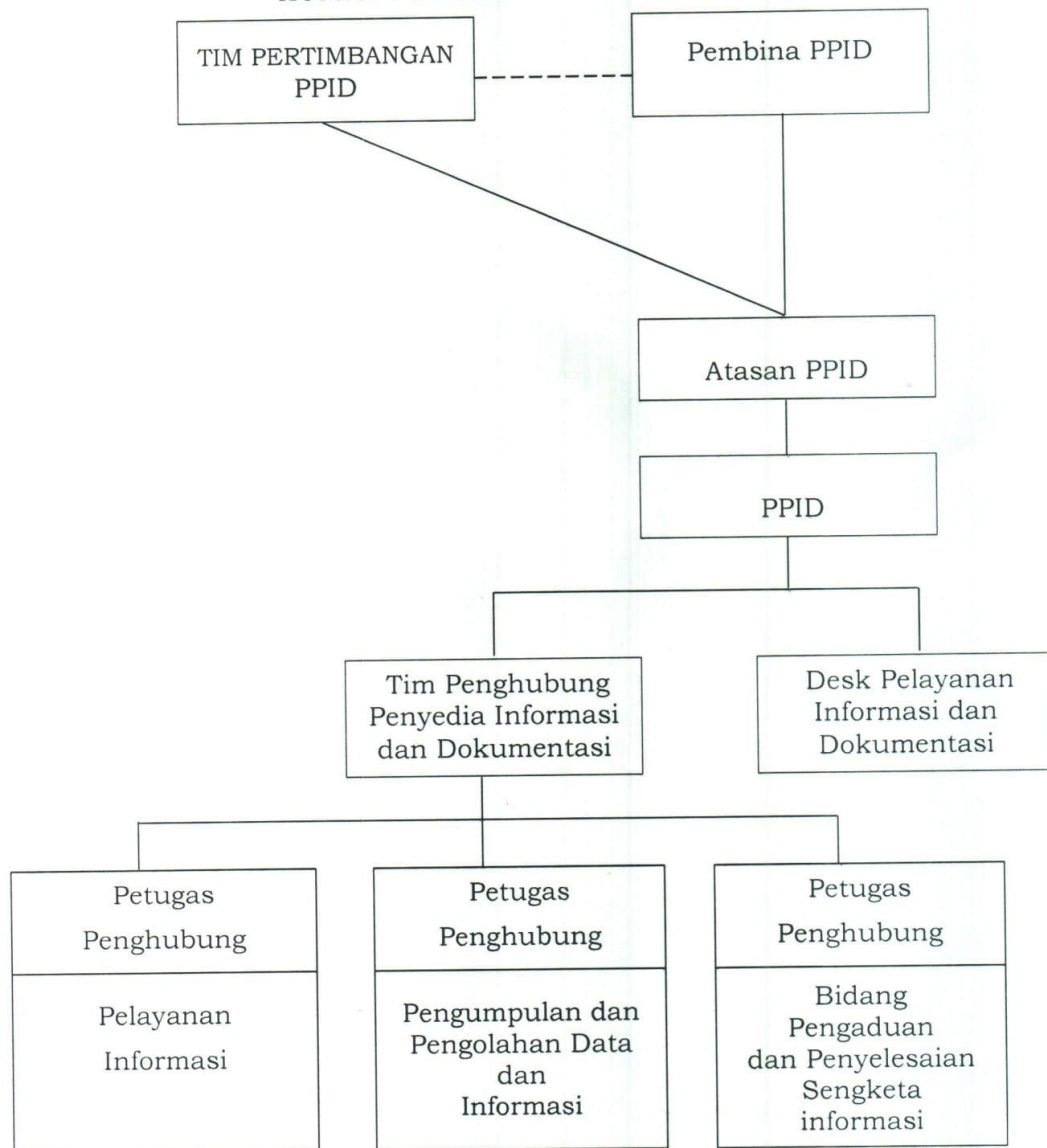 TIM PERTIMBANGAN
PPID
Pembina PPID
Atasan PPID
PPID
Tim Penghubung
Penyedia Informasi
dan Dokumentasi
Desk Pelayanan
Informasi dan
Dokumentasi
Petugas
Penghubung
Pelayanan
Informasi
Petugas
Penghubung
Pengumpulan dan
Pengolahan Data
dan
Informasi
Petugas
Penghubung
Bidang
Pengaduan
dan Penyelesaian
Sengketa
informasi